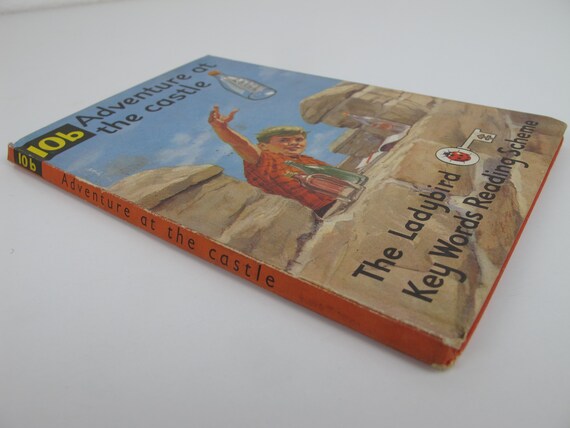 10b
Adventure at
the castle
10b
Adventure at the castle
The Ladybird
Key Words Reading Scheme